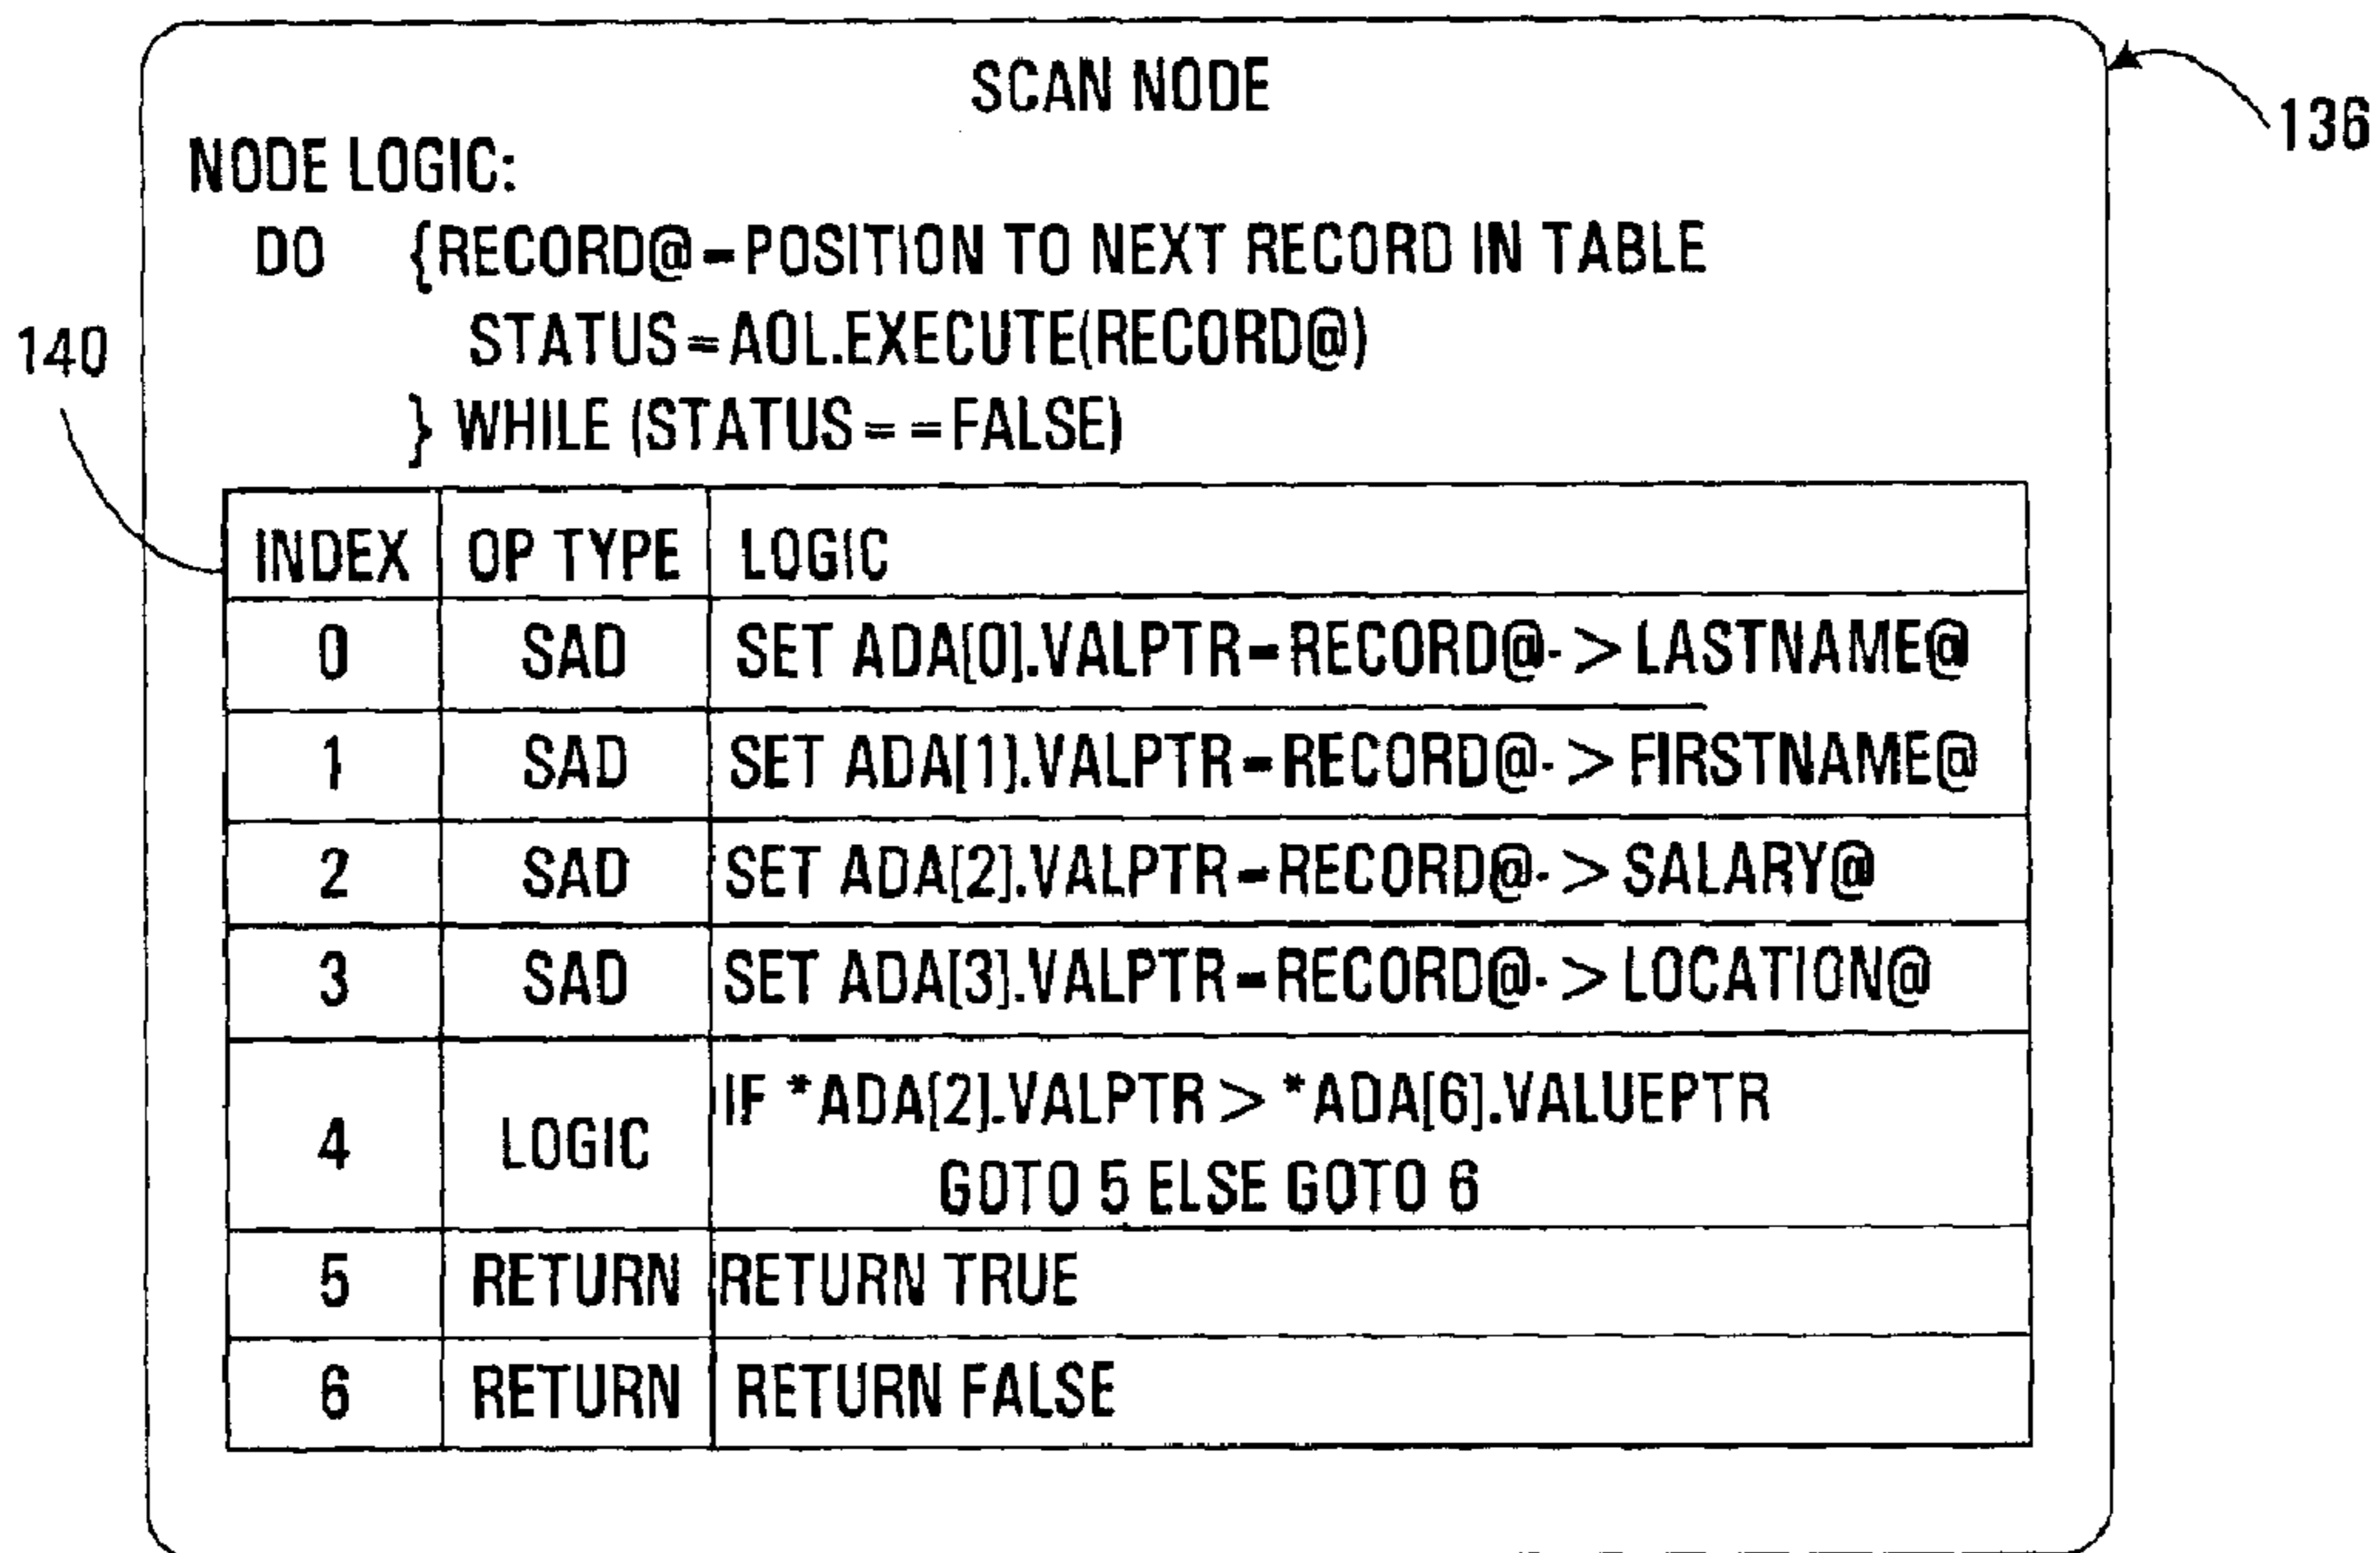 SCAN NODE
136
NODE LOGIC:
DO {RECORD@=POSITION TO NEXT RECORD IN TABLE
140
STATUS=AOL.EXECUTE(RECORD@)
} WHILE (STATUS==FALSE)
INDEX OP TYPE LOGIC
0 SAD SET ADA[0].VALPTR=RECORD@-> LASTNAME@
1 SAD SET ADA[1].VALPTR=RECORD@-> FIRSTNAME@
2 SAD SET ADA[2].VALPTR=RECORD@-> SALARY@
3 SAD SET ADA[3].VALPTR=RECORD@-> LOCATION@
4 LOGIC IF *ADA[2].VALPTR > *ADA[6].VALUEPTR
GOTO 5 ELSE GOTO 6
5 RETURN RETURN TRUE
6 RETURN RETURN FALSE